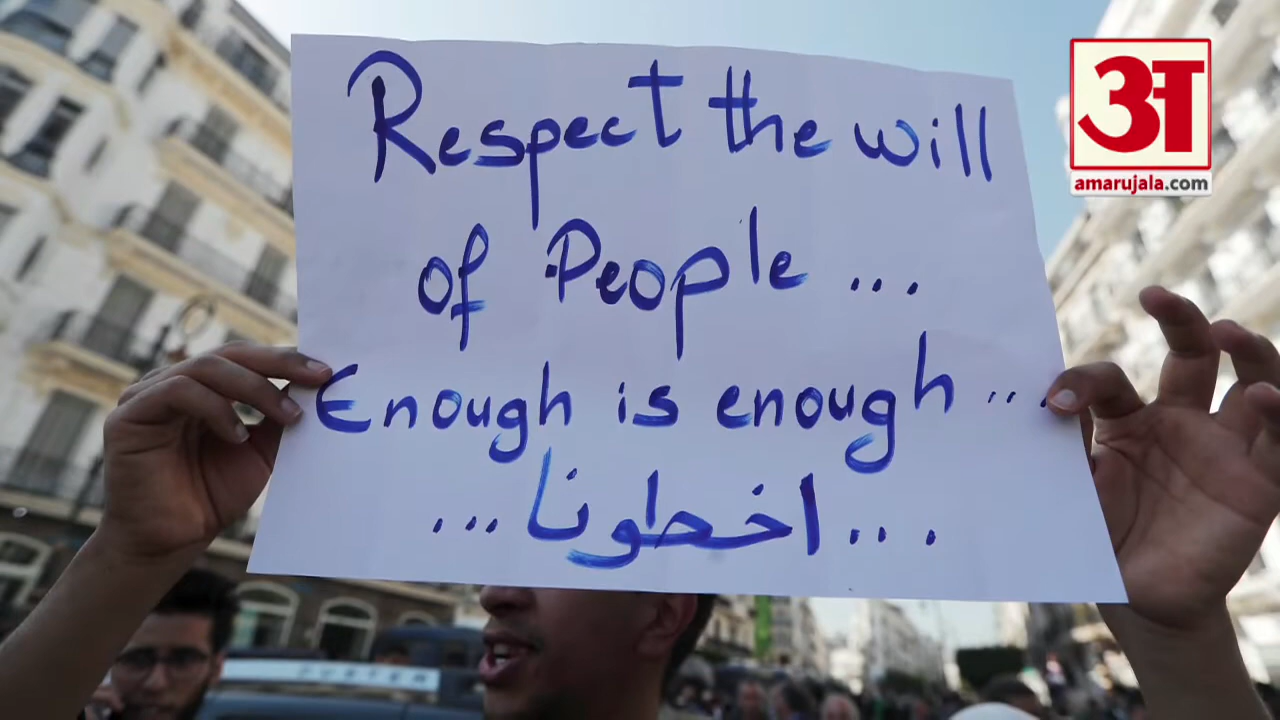 Respect the will
of People ...
Enough is enough ...
... اخطونا ...
अ
amarujala.com